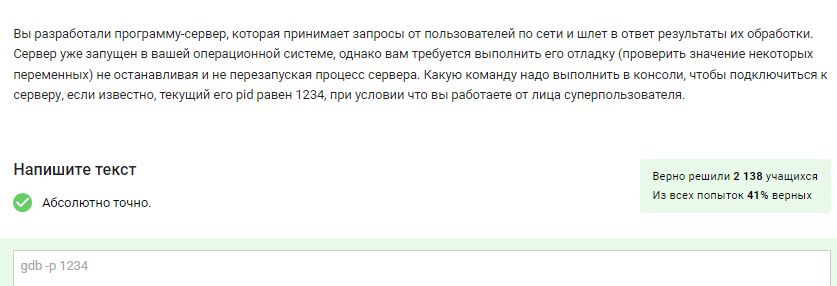 Вы разработали программу-сервер, которая принимает запросы от пользователей по сети и шлет в ответ результаты их обработки.
Сервер уже запущен в вашей операционной системе, однако вам требуется выполнить его отладку (проверить значение некоторых
переменных) не останавливая и не перезапуская процесс сервера. Какую команду надо выполнить в консоли, чтобы подключиться к
серверу, если известно, текущий его pid равен 1234, при условии что вы работаете от лица суперпользователя.
Напишите текст
Абсолютно точно.
Верно решили 2 138 учащихся
Из всех попыток 41% верных
gdb -p 1234